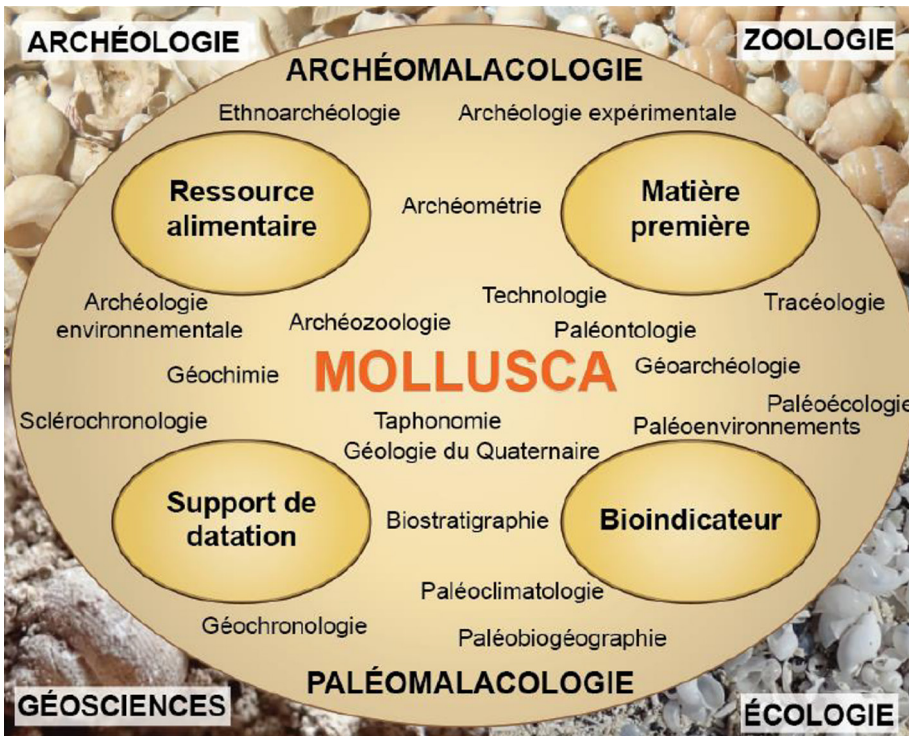 ARCHÉOLOGIE
ZOOLOGIE
ARCHÉOMALACOLOGIE
Ethnoarchéologie
Archéologie expérimentale
Ressource
alimentaire
Archéométrie
Matière
première
Archéologie
environnementale
Archéozoologie
Technologie
Paléontologie
Tracéologie
Géochimie
MOLLUSCA
Géoarchéologie
Sclérochronologie
Taphonomie
Géologie du Quaternaire
Paléoécologie
Paléoenvironnements
Support de
datation
Biostratigraphie
Bioindicateur
Paléoclimatologie
Géochronologie
Paléobiogéographie
PALÉOMALACOLOGIE
GÉOSCIENCES
ÉCOLOGIE